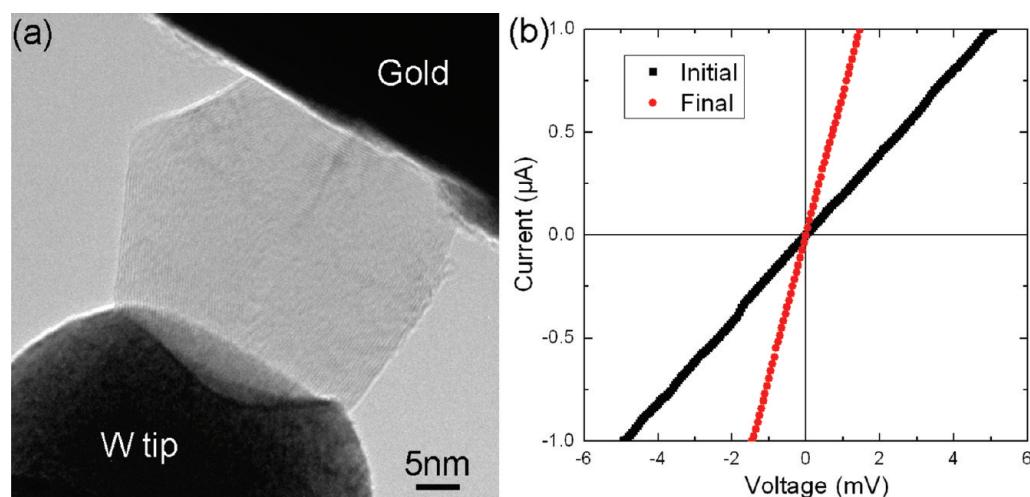 (a)
Gold
W tip
5nm
(b)
Initial
Final
1.0
0.5
0.0
-0.5
-1.0
Current (µA)
-6
-4
-2
0
2
4
6
Voltage (mV)